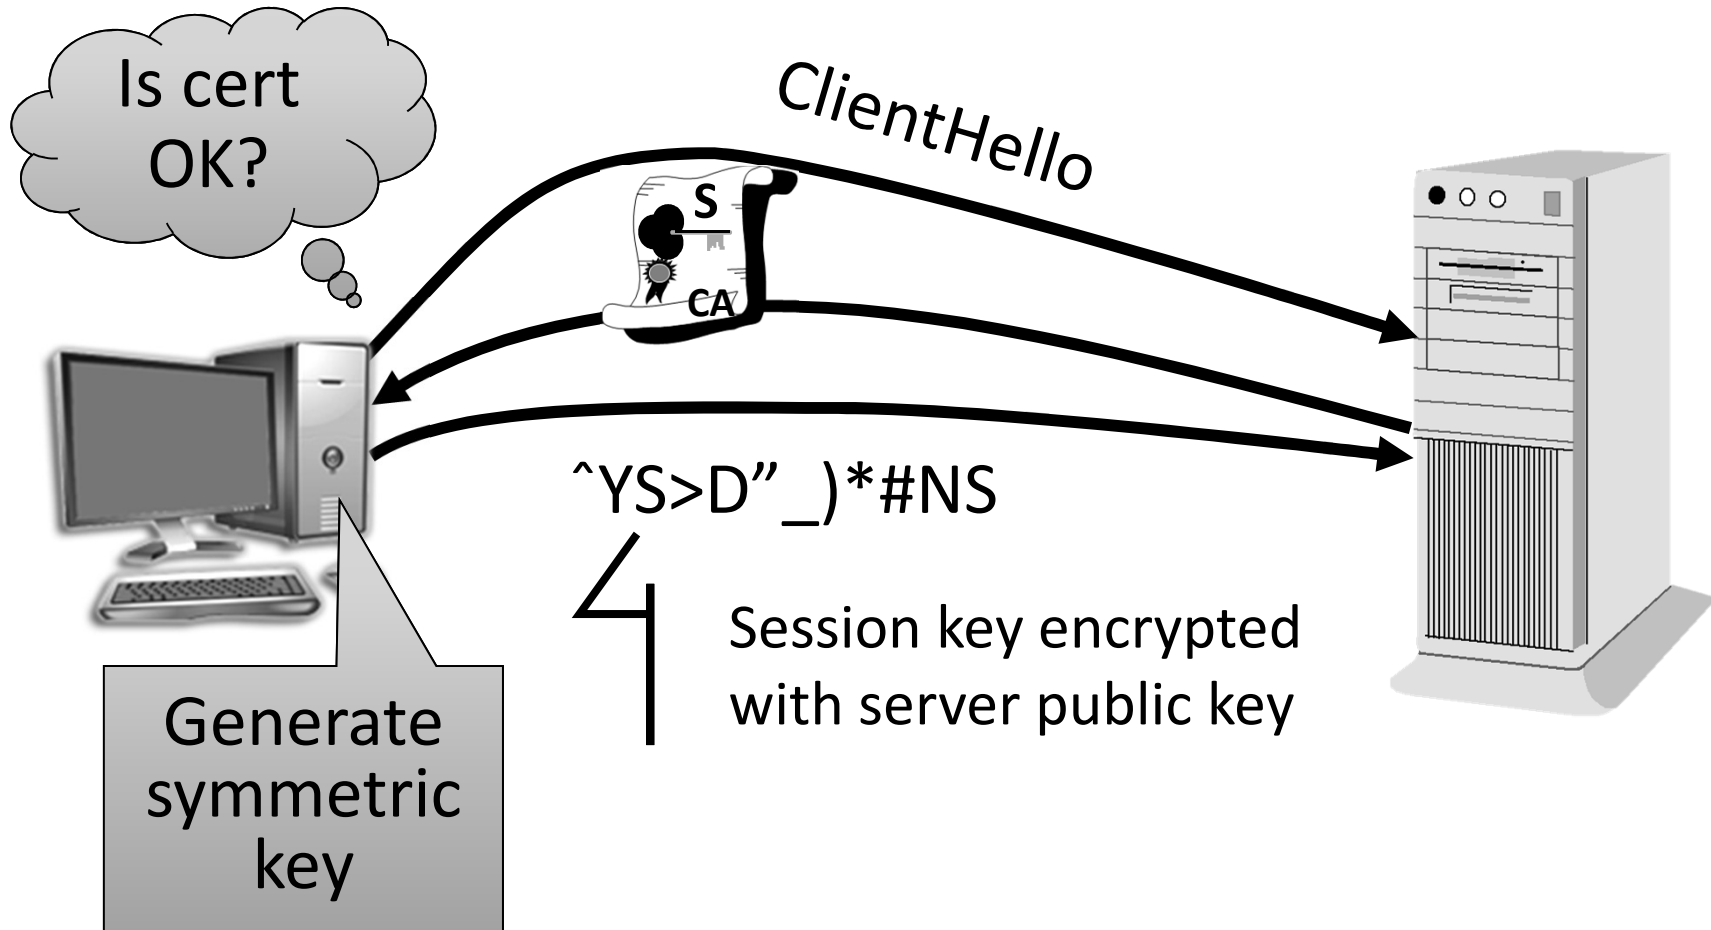 Is cert
OK?
ClientHello
S
CA
ˆYS>D”_)*#NS
Session key encrypted
with server public key
Generate
symmetric
key